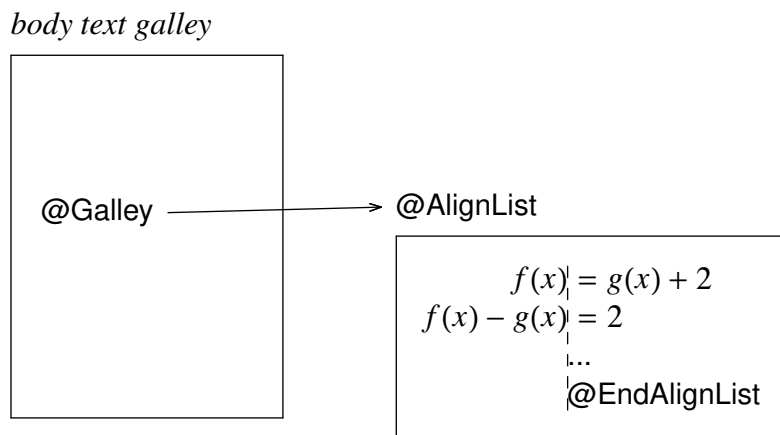 body text galley
@Galley
@AlignList
f(x) = g(x) + 2
f(x) − g(x) = 2
...
@EndAlignList